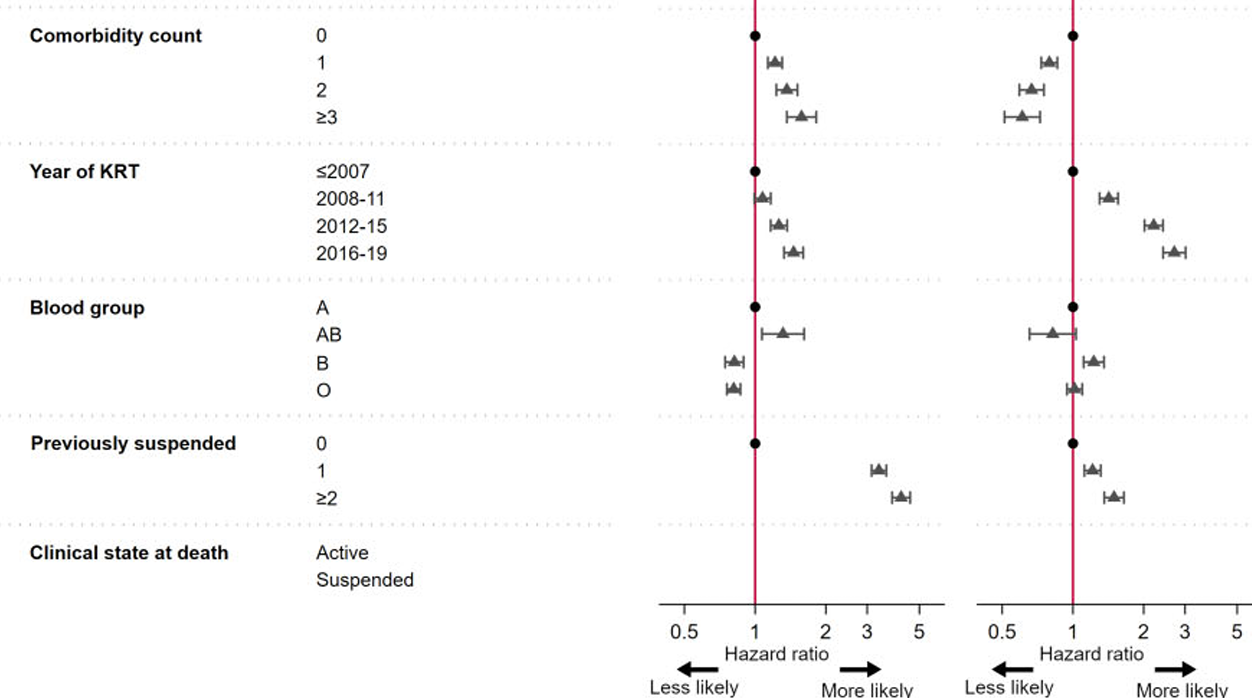 Comorbidity count 0
1
2
≥3
Year of KRT ≤2007
2008-11
2012-15
2016-19
Blood group A
AB
B
O
Previously suspended 0
1
≥2
Clinical state at death Active
Suspended
0.5 1 2 3 5 0.5 1 2 3 5
Hazard ratio Hazard ratio
Less likely More likely Less likely More likely